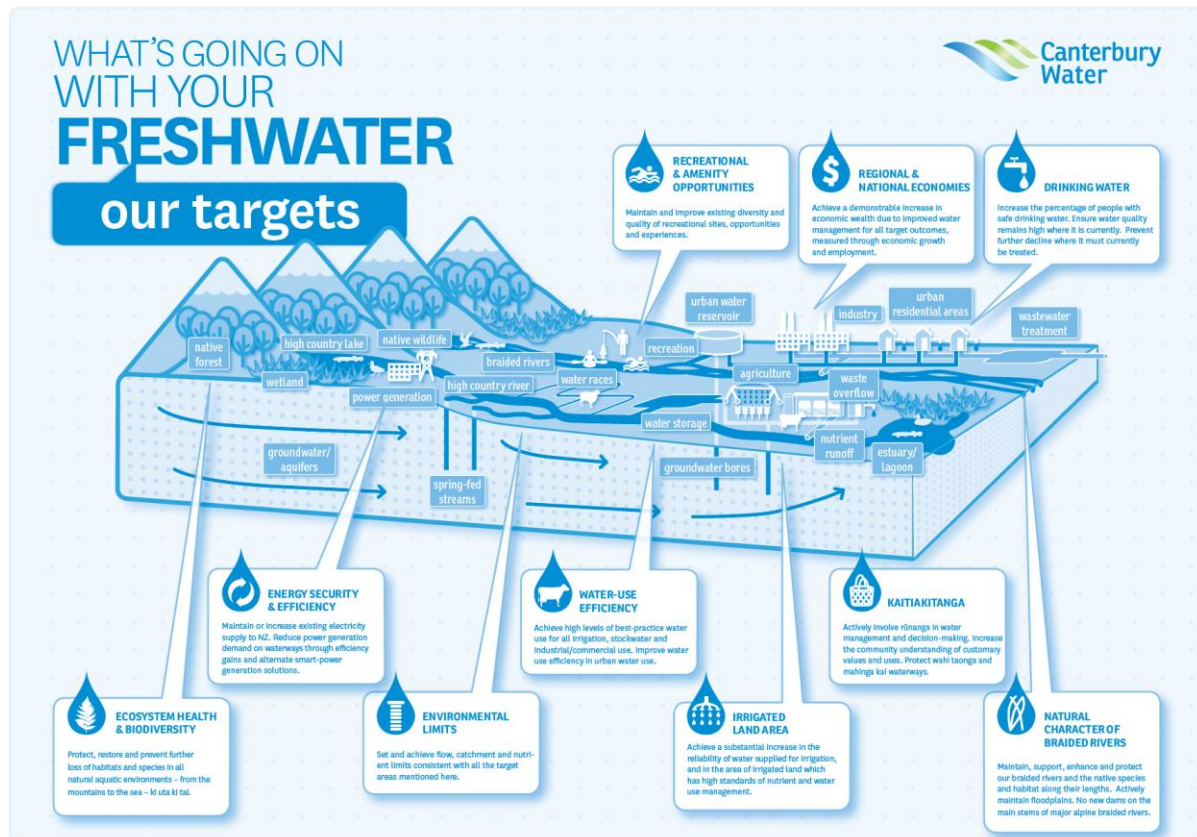 WHAT'S GOING ON
WITH YOUR
FRESHWATER
our targets
Canterbury
Water
RECREATIONAL
& AMENITY
OPPORTUNITIES
Maintain and improve existing diversity and
quality of recreational sites, opportunities
and experiences.
$
REGIONAL &
NATIONAL ECONOMIES
Achieve a demonstrable increase in
economic wealth due to improved water
management for all target outcomes,
measured through economic growth
and employment.
DRINKING WATER
Increase the percentage of people with
safe drinking water. Ensure water quality
remains high where it is currently. Prevent
further decline where it must currently
be treated.
native
forest
high country lake
native wildlife
wetland
power generation
braided rivers
high country river
water races
recreation
urban water
reservoir
industry
urban
residential areas
wastewater
treatment
agriculture
waste
overflow
water storage
nutrient
runoff
estuary/
lagoon
groundwater/
aquifers
spring-fed
streams
groundwater bores
ENERGY SECURITY
& EFFICIENCY
Maintain or increase existing electricity
supply to NZ. Reduce power generation
demand on waterways through efficiency
gains and alternate smart-power
generation solutions.
WATER-USE
EFFICIENCY
Achieve high levels of best-practice water
use for all irrigation, stockwater and
industrial/commercial use. Improve water
use efficiency in urban water use.
KAITIAKITANGA
Actively involve rūnanga in water
management and decision-making. Increase
the community understanding of customary
values and uses. Protect wahi taonga and
mahinga kai waterways.
ECOSYSTEM HEALTH
& BIODIVERSITY
Protect, restore and prevent further
loss of habitats and species in all
natural aquatic environments – from the
mountains to the sea – ki uta ki tai.
ENVIRONMENTAL
LIMITS
Set and achieve flow, catchment and nutri-
ent limits consistent with all the target
areas mentioned here.
IRRIGATED
LAND AREA
Achieve a substantial increase in the
reliability of water supplied for irrigation,
and in the area of irrigated land which
has high standards of nutrient and water
use management.
NATURAL
CHARACTER OF
BRAIDED RIVERS
Maintain, support, enhance and protect
our braided rivers and the native species
and habitat along their lengths. Actively
maintain floodplains. No new dams on the
main stems of major alpine braided rivers.